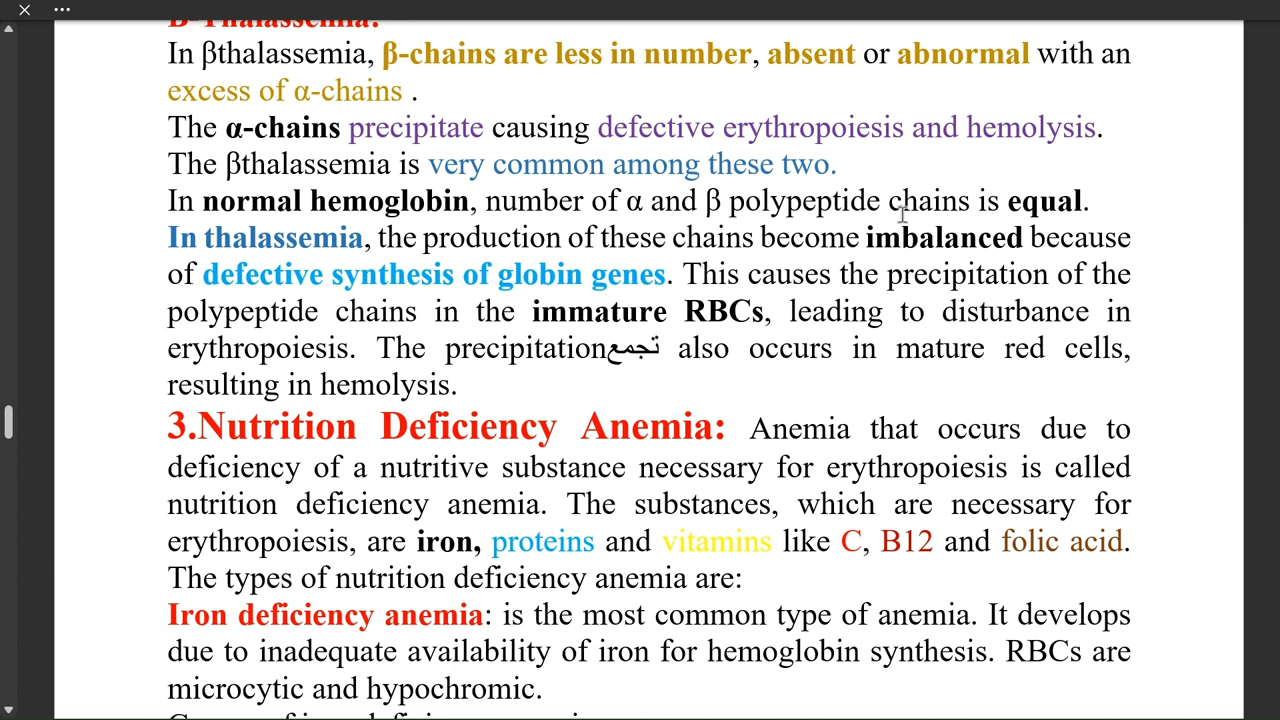 In βthalassemia, β-chains are less in number, absent or abnormal with an
excess of α-chains .
The α-chains precipitate causing defective erythropoiesis and hemolysis.
The βthalassemia is very common among these two.
In normal hemoglobin, number of α and β polypeptide chains is equal.
In thalassemia, the production of these chains become imbalanced because
of defective synthesis of globin genes. This causes the precipitation of the
polypeptide chains in the immature RBCs, leading to disturbance in
erythropoiesis. The precipitationتجمع also occurs in mature red cells,
resulting in hemolysis.
3.Nutrition Deficiency Anemia: Anemia that occurs due to
deficiency of a nutritive substance necessary for erythropoiesis is called
nutrition deficiency anemia. The substances, which are necessary for
erythropoiesis, are iron, proteins and vitamins like C, B12 and folic acid.
The types of nutrition deficiency anemia are:
Iron deficiency anemia: is the most common type of anemia. It develops
due to inadequate availability of iron for hemoglobin synthesis. RBCs are
microcytic and hypochromic.